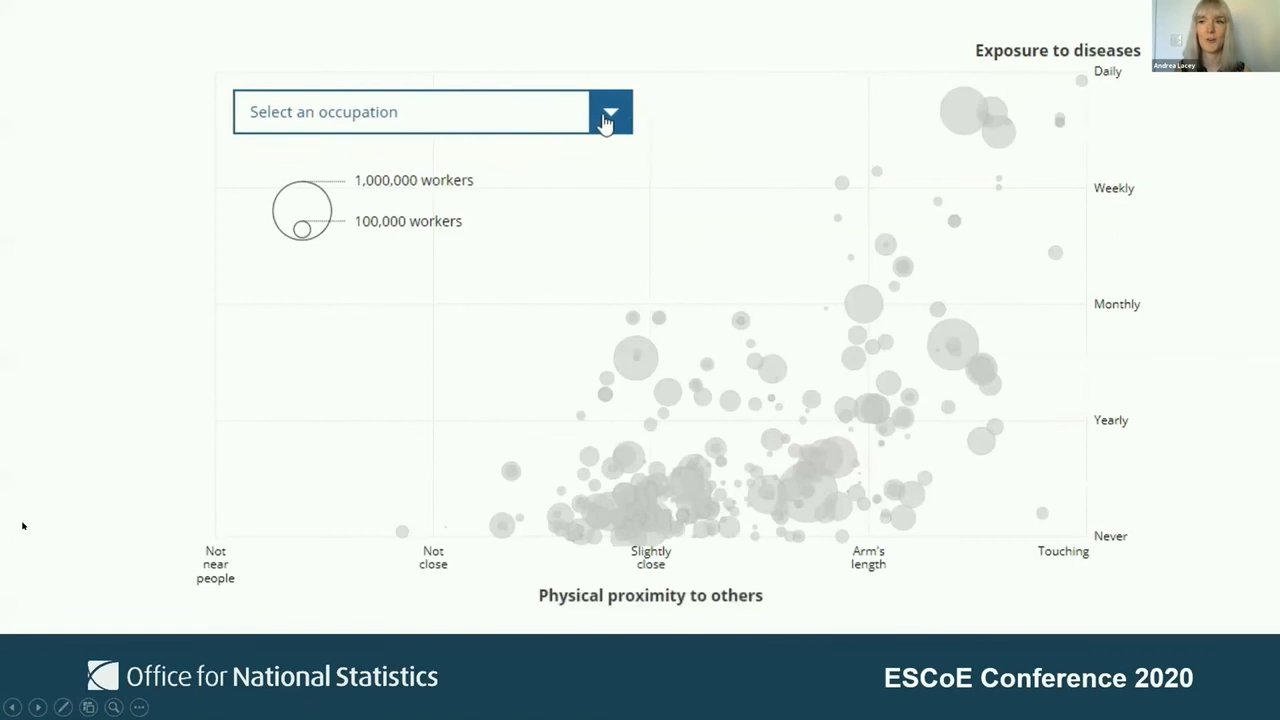 Exposure to diseases
Andrea Lacey
Daily
Select an occupation
1,000,000 workers
Weekly
100,000 workers
Monthly
Yearly
Never
Not
near
people
Not
close
Slightly
close
Arm's
length
Touching
Physical proximity to others
Office for National Statistics
ESCoE Conference 2020